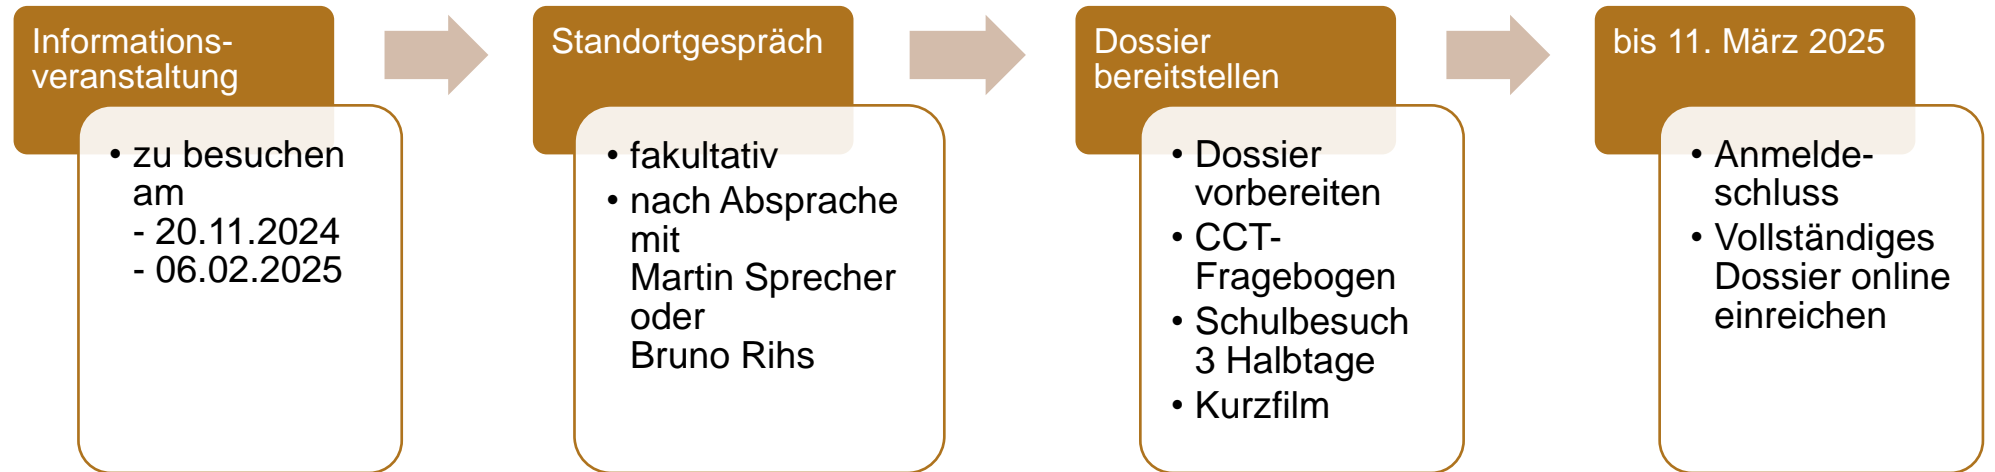 Informations-
veranstaltung
• zu besuchen
am
- 20.11.2024
- 06.02.2025
Standortgespräch
• fakultativ
• nach Absprache
mit
Martin Sprecher
oder
Bruno Rihs
Dossier
bereitstellen
• Dossier
vorbereiten
• CCT-
Fragebogen
• Schulbesuch
3 Halbtage
• Kurzfilm
bis 11. März 2025
• Anmelde-
schluss
• Vollständiges
Dossier online
einreichen